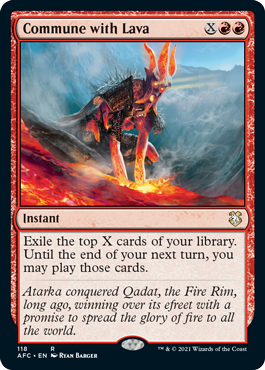 Commune with Lava XRR
Instant
Exile the top X cards of your library.
Until the end of your next turn, you
may play those cards.
Atarka conquered Qadat, the Fire Rim,
long ago, winning over its efreet with a
promise to spread the glory of fire to all
the world.
118 R
AFC • EN Ryan Barger
™ & © 2021 Wizards of the Coast